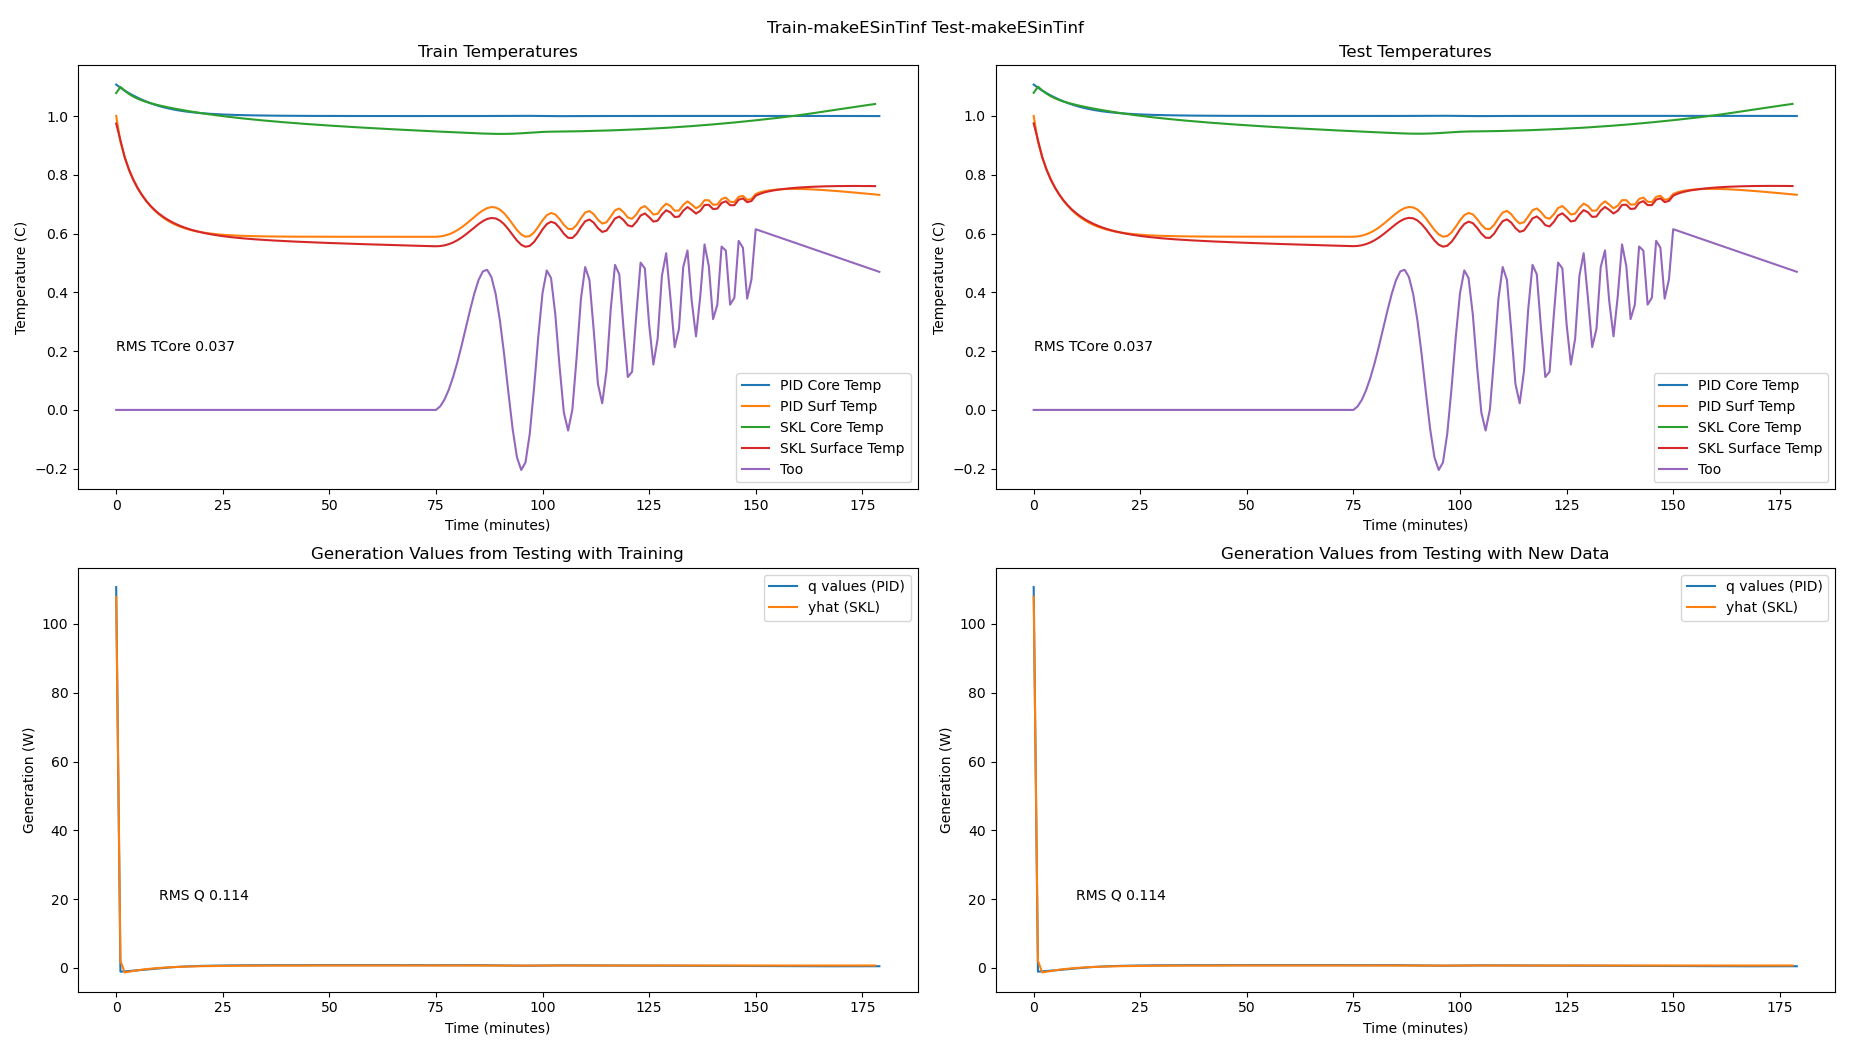 Train-makeESinTinf Test-makeESinTinf
Train Temperatures
Temperature (C)
1.0
0.8
0.6
0.4
0.2
0.0
−0.2
RMS TCore 0.037
PID Core Temp
PID Surf Temp
SKL Core Temp
SKL Surface Temp
Too
0 25 50 75 100 125 150 175
Time (minutes)
Test Temperatures
Temperature (C)
1.0
0.8
0.6
0.4
0.2
0.0
−0.2
RMS TCore 0.037
PID Core Temp
PID Surf Temp
SKL Core Temp
SKL Surface Temp
Too
0 25 50 75 100 125 150 175
Time (minutes)
Generation Values from Testing with Training
Generation (W)
100
80
60
40
20
0
q values (PID)
yhat (SKL)
RMS Q 0.114
0 25 50 75 100 125 150 175
Time (minutes)
Generation Values from Testing with New Data
Generation (W)
100
80
60
40
20
0
q values (PID)
yhat (SKL)
RMS Q 0.114
0 25 50 75 100 125 150 175
Time (minutes)